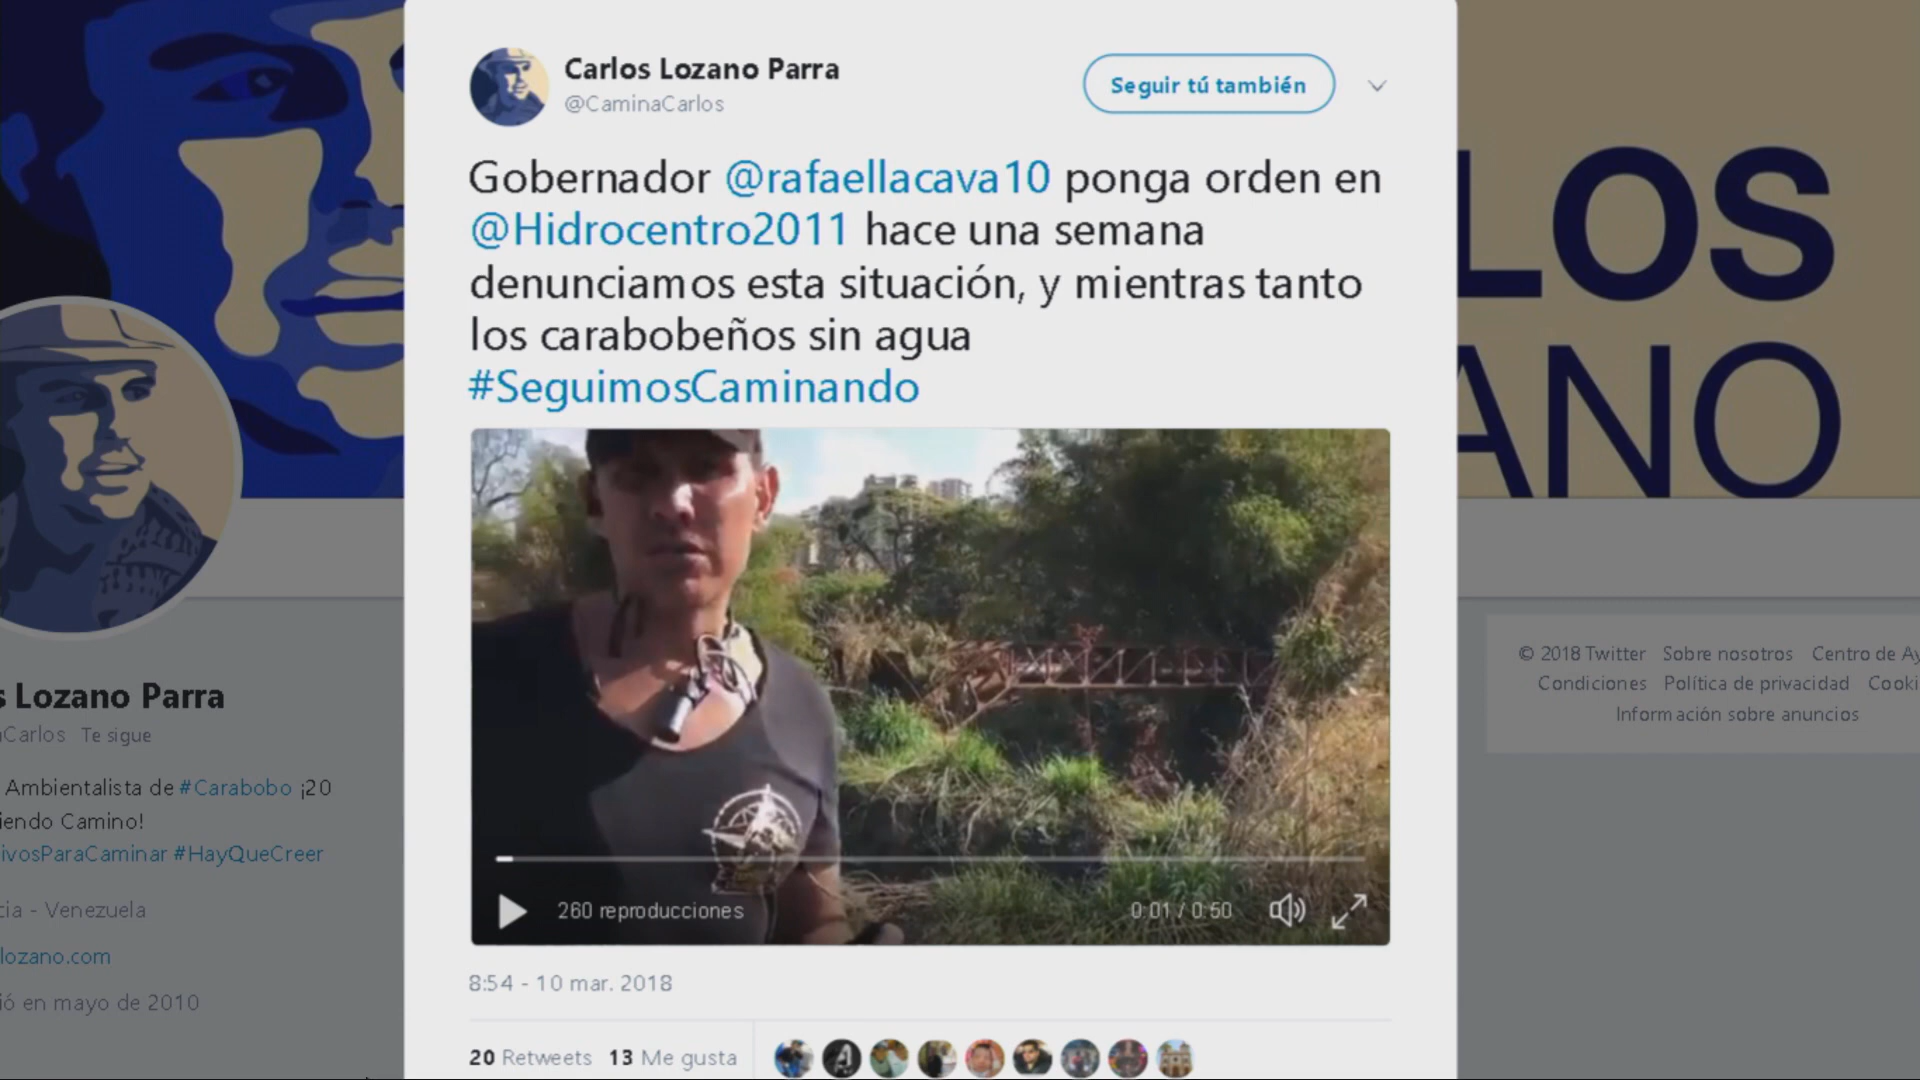 Carlos Lozano Parra
@CaminaCarlos
Seguir tú también
Gobernador @rafaellacava10 ponga orden en
@Hidrocentro2011 hace una semana
denunciamos esta situación, y mientras tanto
los carabobeños sin agua
#SeguimosCaminando
260 reproducciones
0:01 / 0:50
8:54 - 10 mar. 2018
20 Retweets 13 Me gusta
LOS
ANO
s Lozano Parra
Carlos Te sigue
Ambientalista de #Carabobo ¡20
iendo Camino!
ivosParaCaminar #HayQueCreer
cia - Venezuela
lozano.com
ió en mayo de 2010
© 2018 Twitter Sobre nosotros Centro de Ay
Condiciones Política de privacidad Cooki
Información sobre anuncios